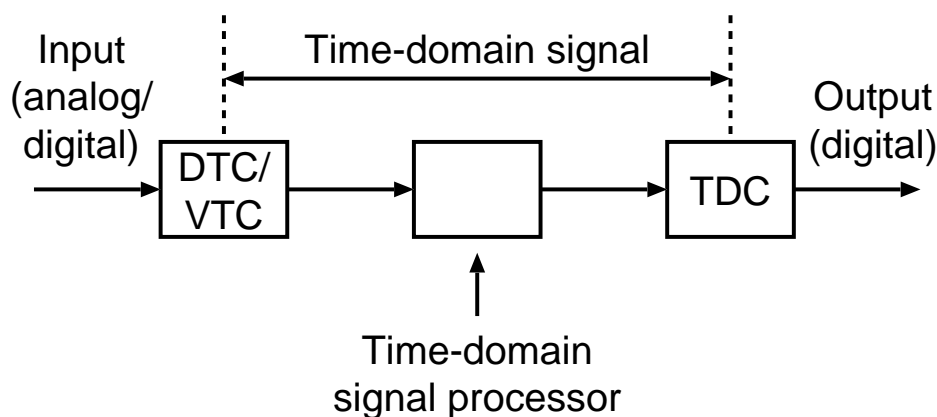 Input
(analog/
digital)
Time-domain signal
Output
(digital)
DTC/
VTC
TDC
Time-domain
signal processor